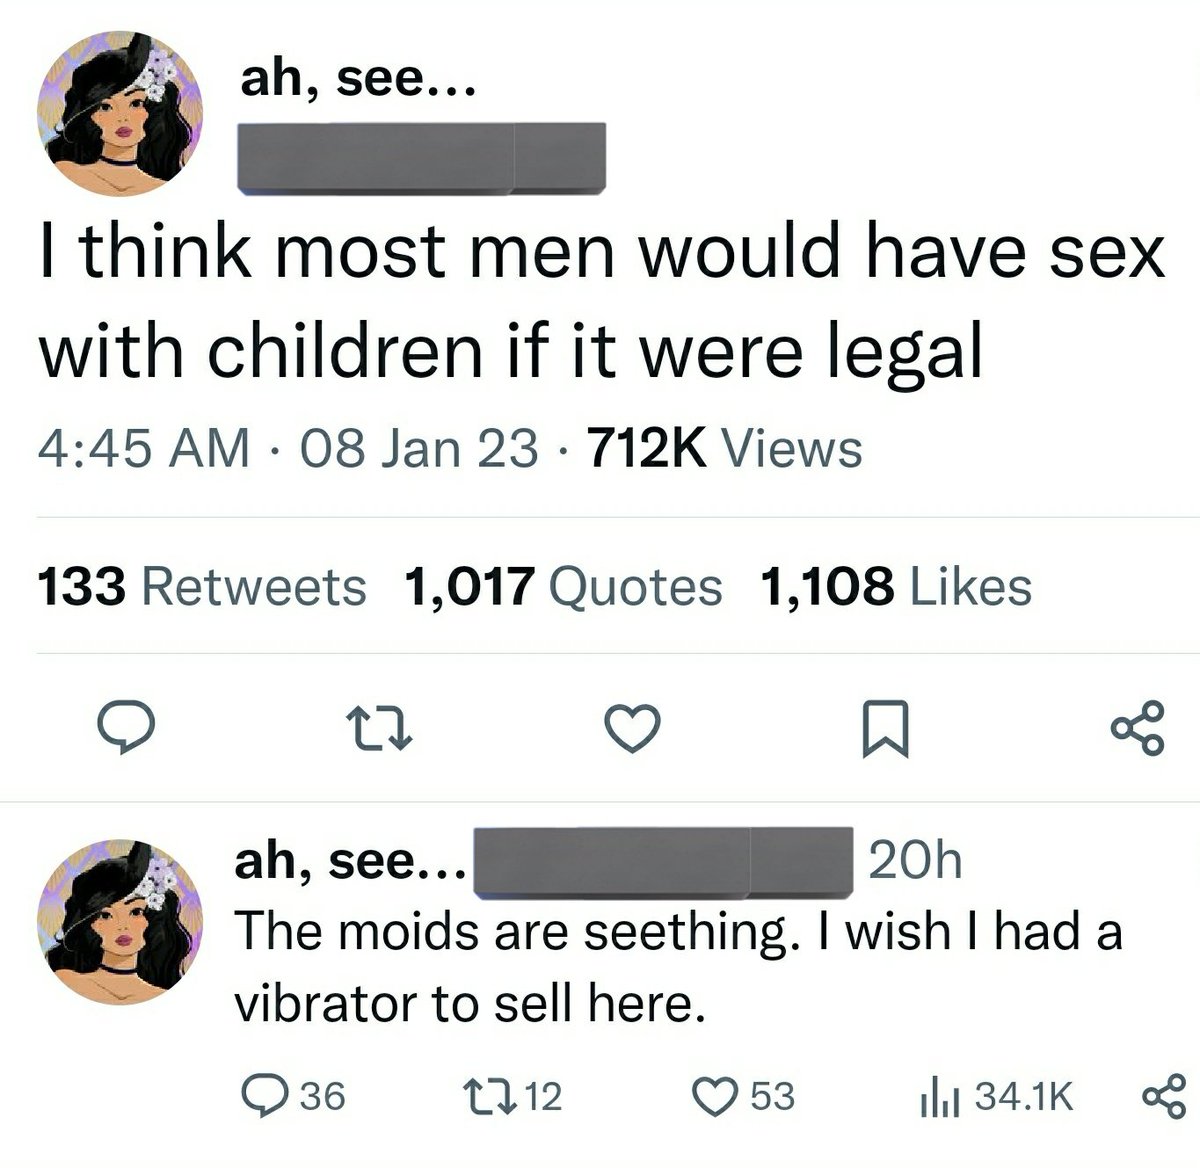 ah, see...
I think most men would have sex
with children if it were legal
4:45 AM · 08 Jan 23 · 712K Views
133 Retweets 1,017 Quotes 1,108 Likes
ah, see... 20h
The moids are seething. I wish I had a
vibrator to sell here.
36 12 53 34.1K